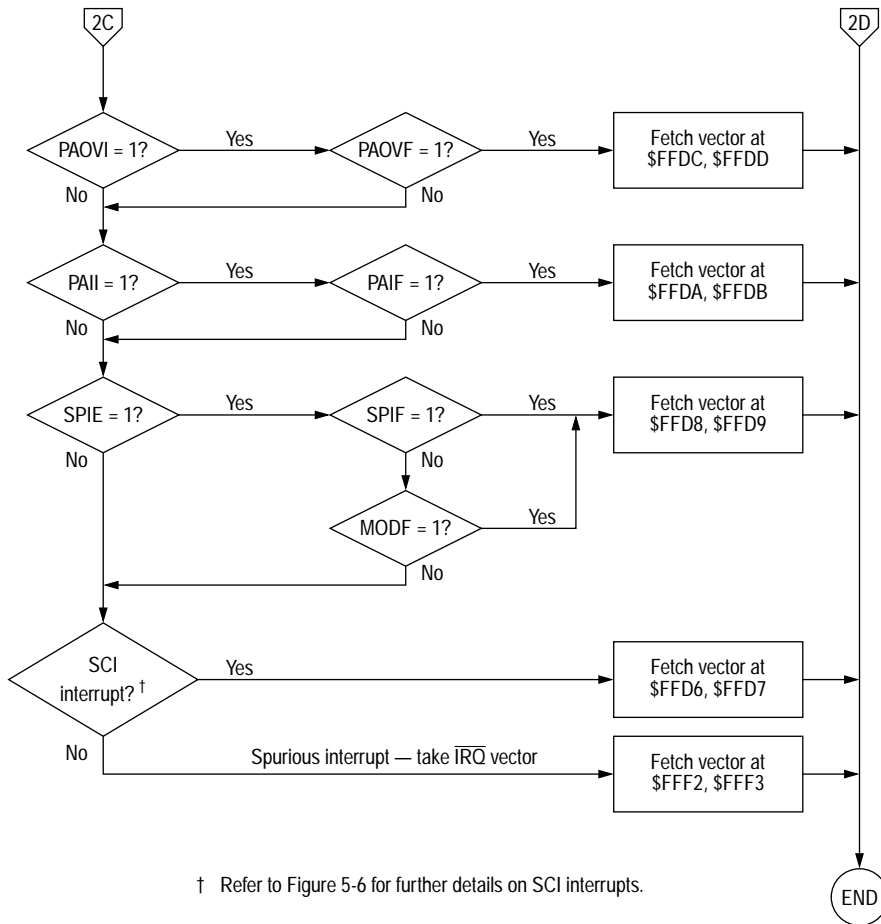 2C
2D
PAOVI = 1?
Yes
PAOVF = 1?
Yes
Fetch vector at
$FFDC, $FFDD
No
No
PAII = 1?
Yes
PAIF = 1?
Yes
Fetch vector at
$FFDA, $FFDB
No
No
SPIE = 1?
Yes
SPIF = 1?
Yes
Fetch vector at
$FFD8, $FFD9
No
No
MODF = 1?
Yes
No
SCI
interrupt? †
Yes
Fetch vector at
$FFD6, $FFD7
No
Spurious interrupt — take I̅R̅Q̅ vector
Fetch vector at
$FFF2, $FFF3
† Refer to Figure 5-6 for further details on SCI interrupts.
END